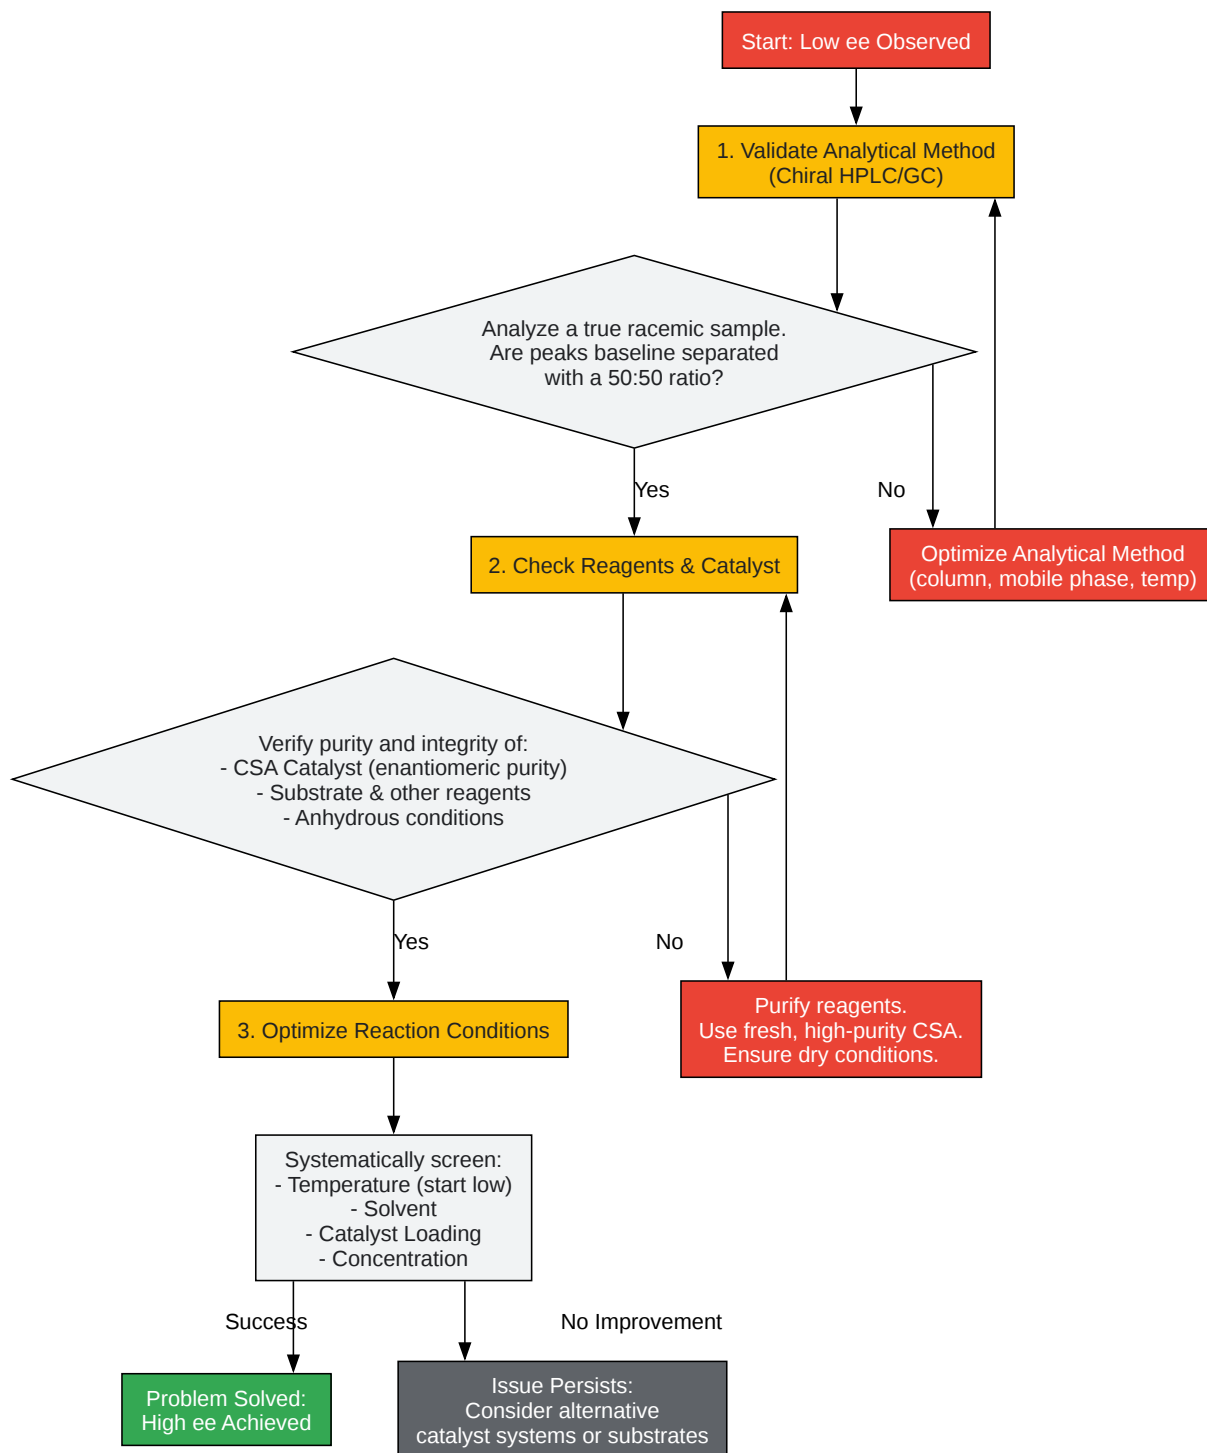 Start: Low ee Observed
1. Validate Analytical Method
(Chiral HPLC/GC)
Analyze a true racemic sample.
Are peaks baseline separated
with a 50:50 ratio?
Yes
No
Optimize Analytical Method
(column, mobile phase, temp)
2. Check Reagents & Catalyst
Verify purity and integrity of:
- CSA Catalyst (enantiomeric purity)
- Substrate & other reagents
- Anhydrous conditions
Yes
No
Purify reagents.
Use fresh, high-purity CSA.
Ensure dry conditions.
3. Optimize Reaction Conditions
Systematically screen:
- Temperature (start low)
- Solvent
- Catalyst Loading
- Concentration
Success
No Improvement
Problem Solved:
High ee Achieved
Issue Persists:
Consider alternative
catalyst systems or substrates